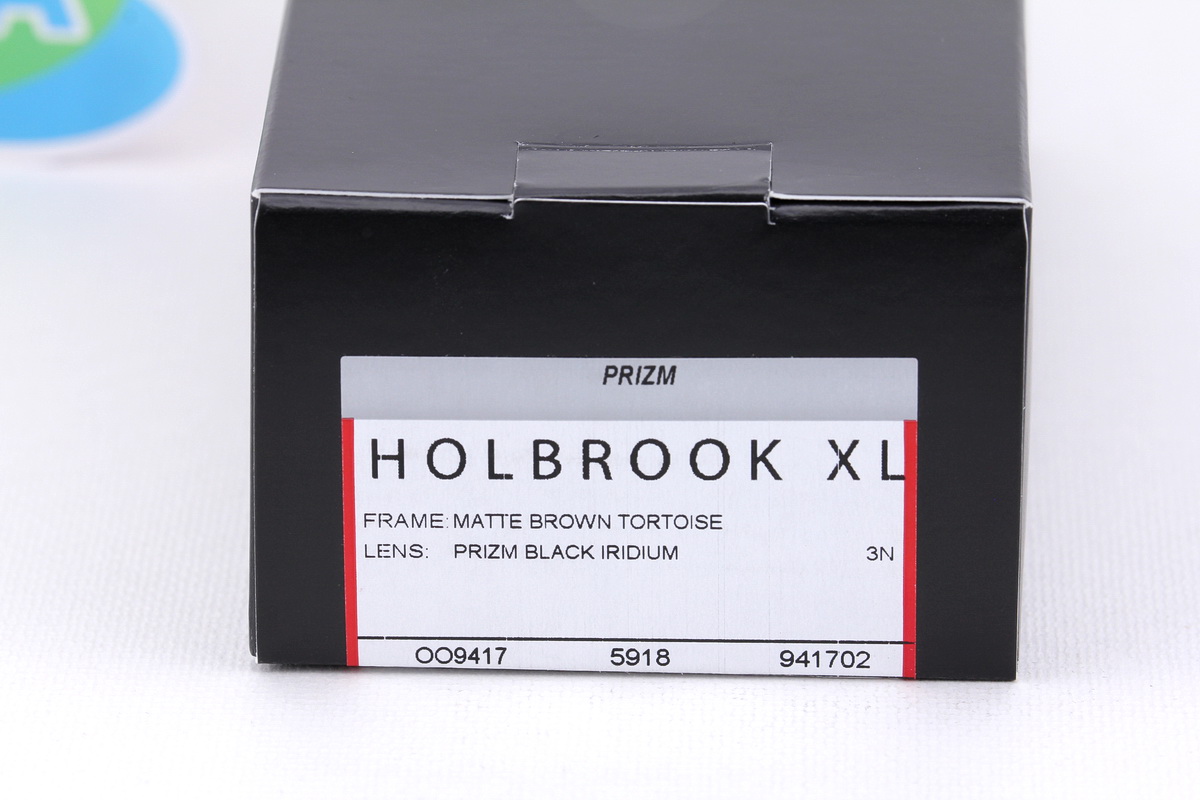 PRIZM
HOLBROOK XL
FRAME: MATTE BROWN TORTOISE
LENS: PRIZM BLACK IRIDIUM 3N
OO9417 5918 941702